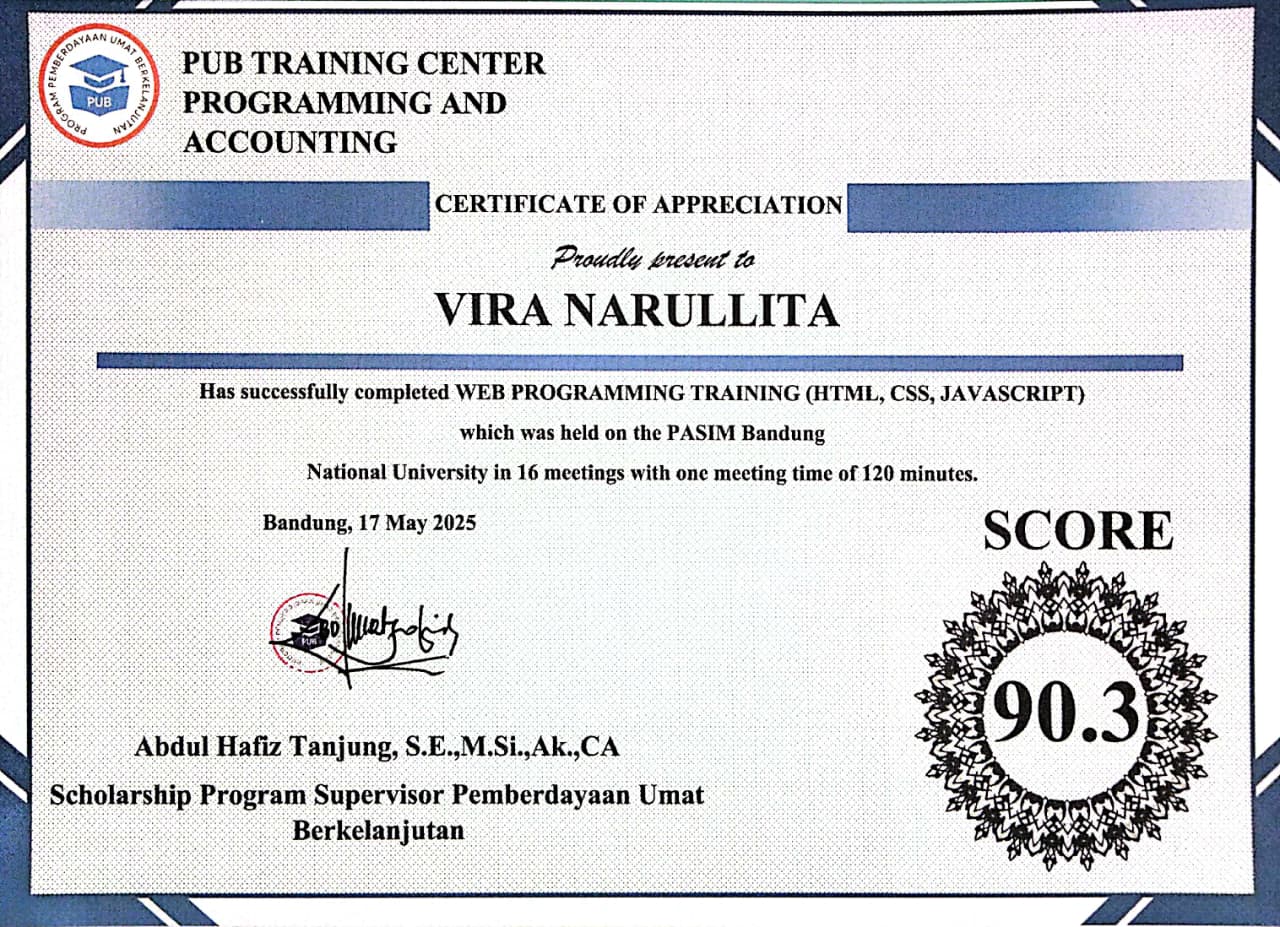 PROGRAM PEMBERDAYAAN UMAT BERKELANJUTAN
PUB
PUB TRAINING CENTER
PROGRAMMING AND
ACCOUNTING
CERTIFICATE OF APPRECIATION
Proudly present to
VIRA NARULLITA
Has successfully completed WEB PROGRAMMING TRAINING (HTML, CSS, JAVASCRIPT)
which was held on the PASIM Bandung
National University in 16 meetings with one meeting time of 120 minutes.
Bandung, 17 May 2025
SCORE
90.3
PUB
Abdul Hafiz Tanjung, S.E.,M.Si.,Ak.,CA
Scholarship Program Supervisor Pemberdayaan Umat
Berkelanjutan